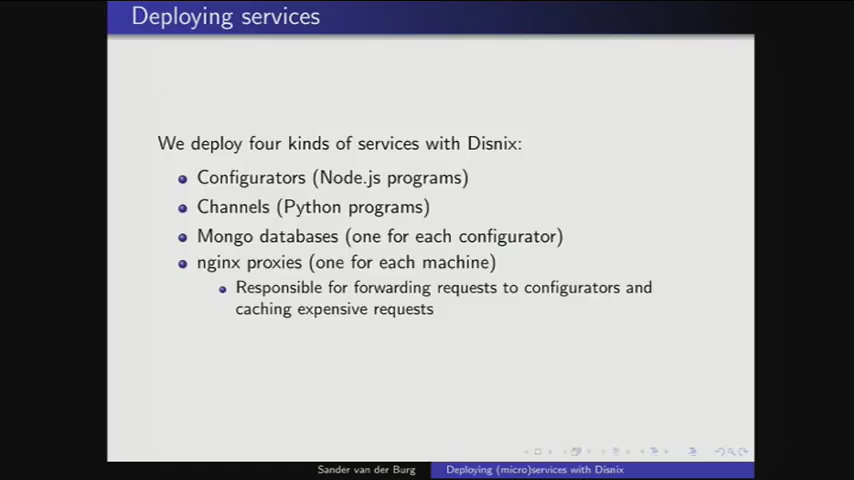 Deploying services
We deploy four kinds of services with Disnix:
Configurators (Node.js programs)
Channels (Python programs)
Mongo databases (one for each configurator)
nginx proxies (one for each machine)
Responsible for forwarding requests to configurators and
caching expensive requests
Sander van der Burg
Deploying (micro)services with Disnix